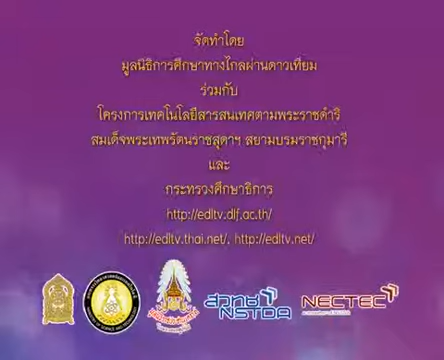 จัดทำโดย
มูลนิธิการศึกษาทางไกลผ่านดาวเทียม
ร่วมกับ
โครงการเทคโนโลยีสารสนเทศตามพระราชดำริ
สมเด็จพระเทพรัตนราชสุดาฯ สยามบรมราชกุมารี
และ
กระทรวงศึกษาธิการ
http://edltv.dlf.ac.th/
http://edltv.thai.net/, http://edltv.net/
สวทช NECTEC
NSTDA